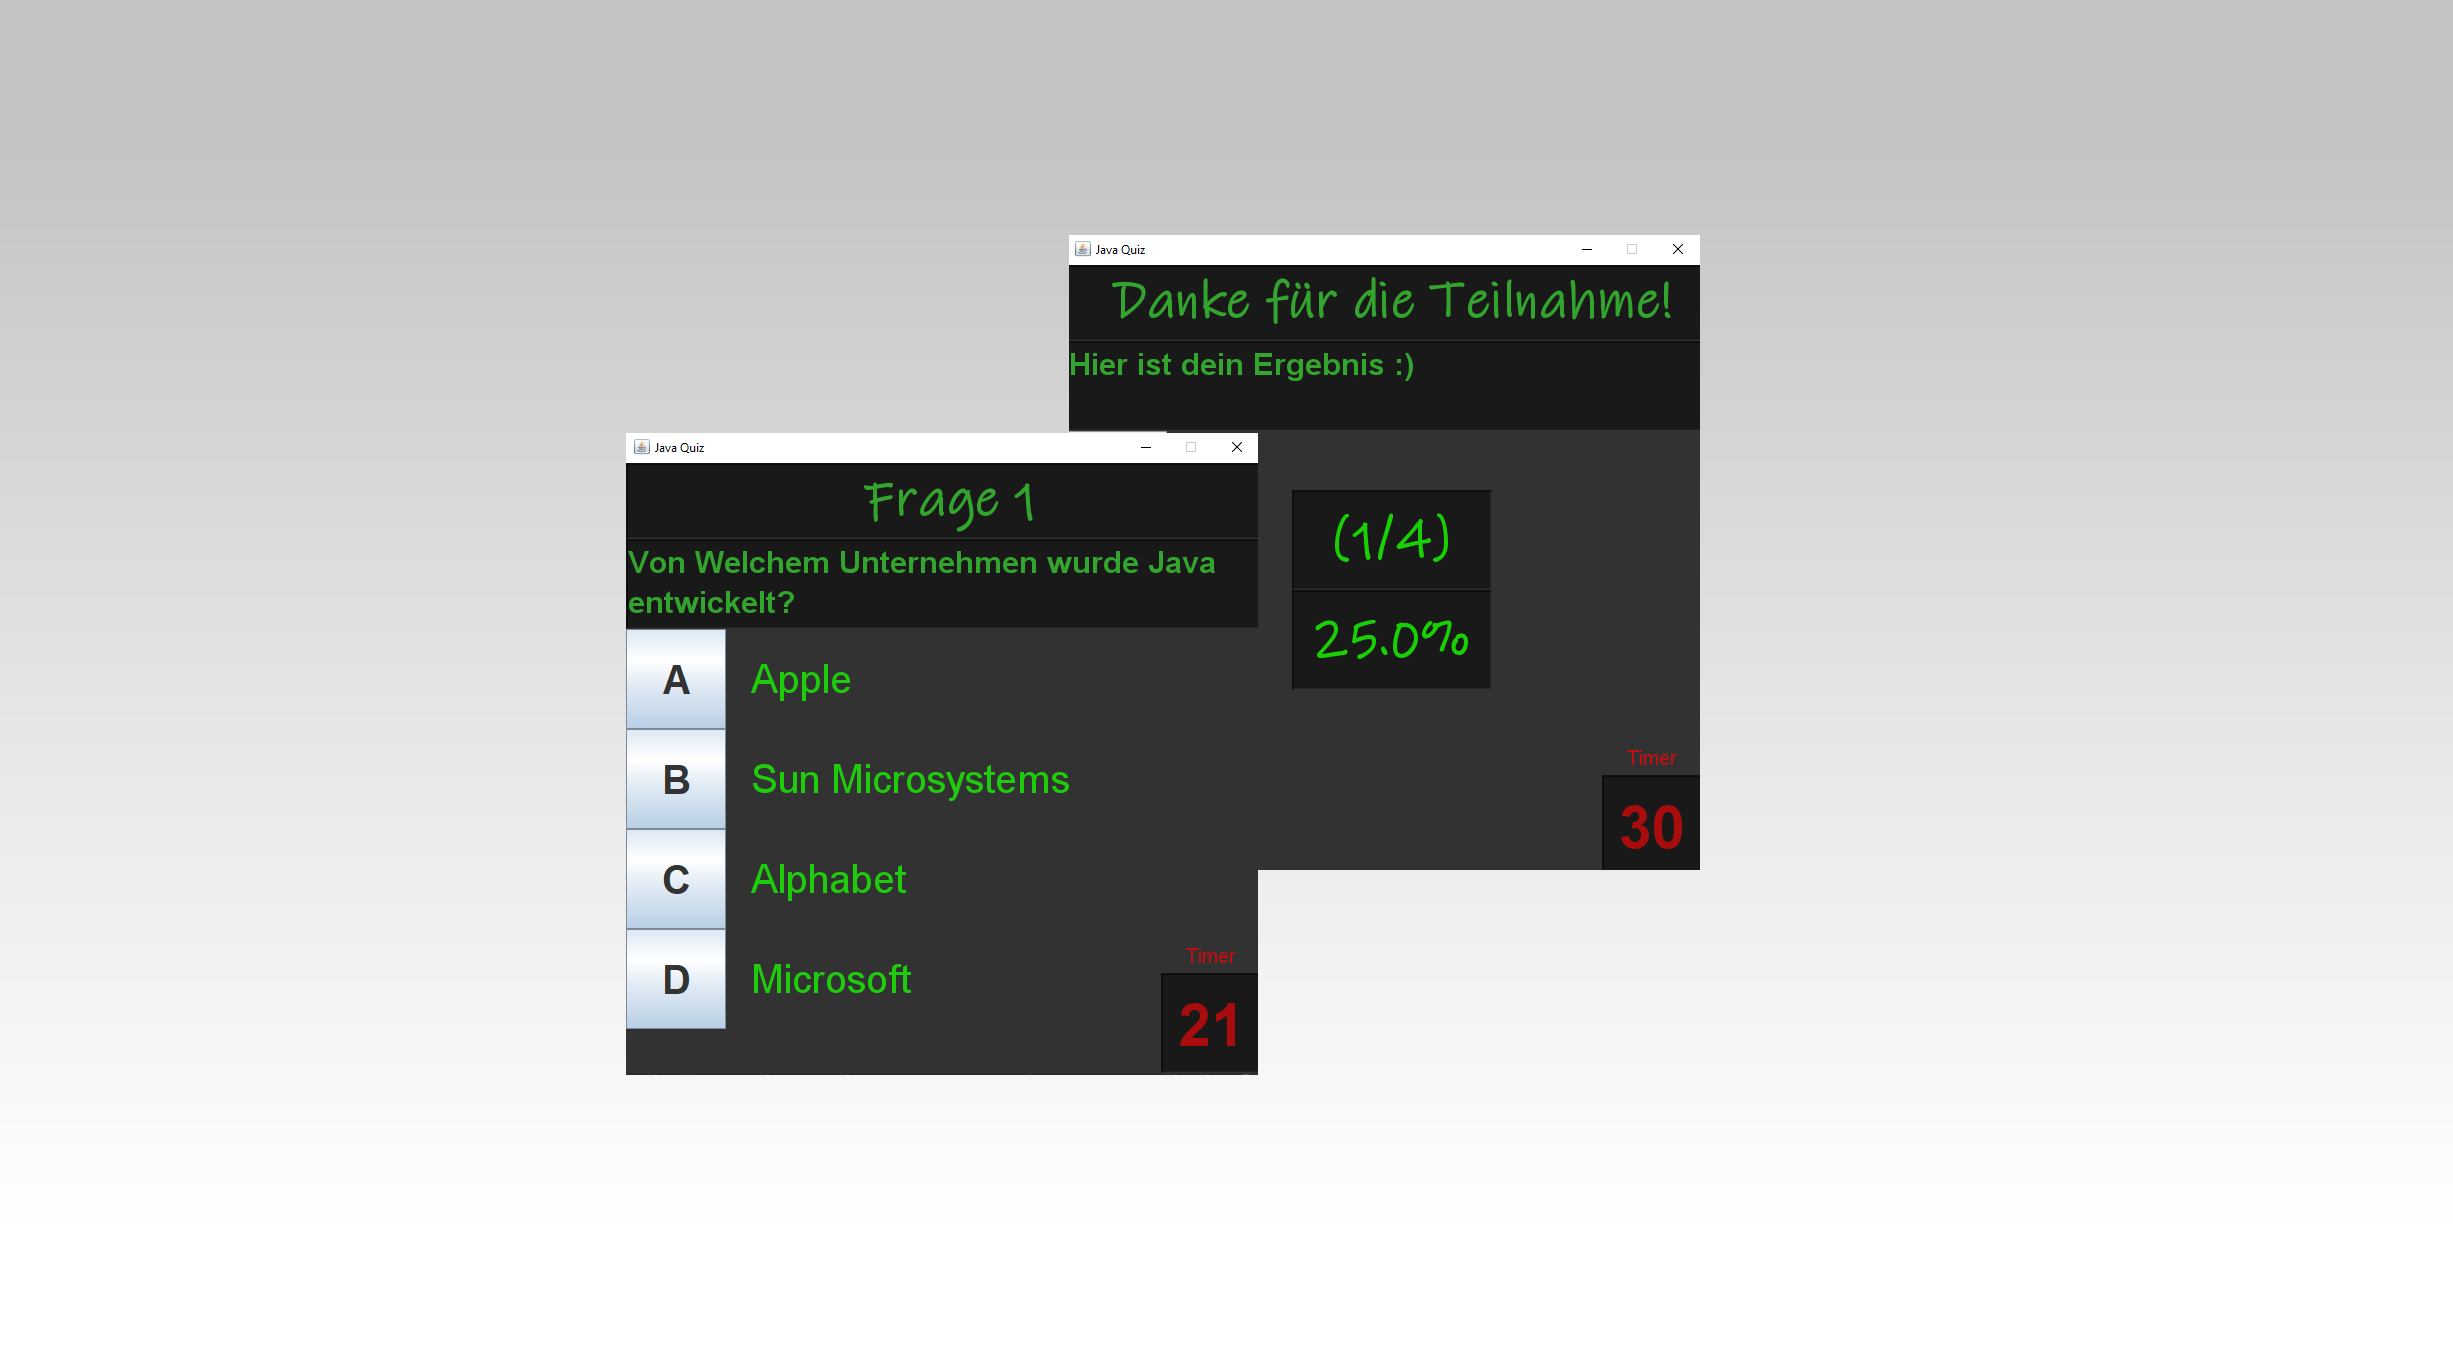 Java Quiz
Danke für die Teilnahme!
Hier ist dein Ergebnis :)
(1/4)
25.0%
Timer
30
Java Quiz
Frage 1
Von Welchem Unternehmen wurde Java
entwickelt?
A Apple
B Sun Microsystems
C Alphabet
D Microsoft
Timer
21